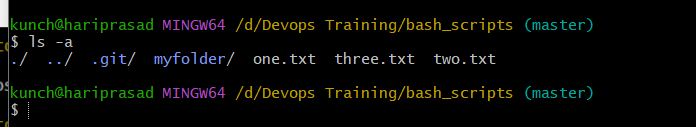 kunch@hariprasad MINGW64 /d/Devops Training/bash_scripts (master)
$ ls -a
./  ../  .git/  myfolder/  one.txt  three.txt  two.txt
kunch@hariprasad MINGW64 /d/Devops Training/bash_scripts (master)
$